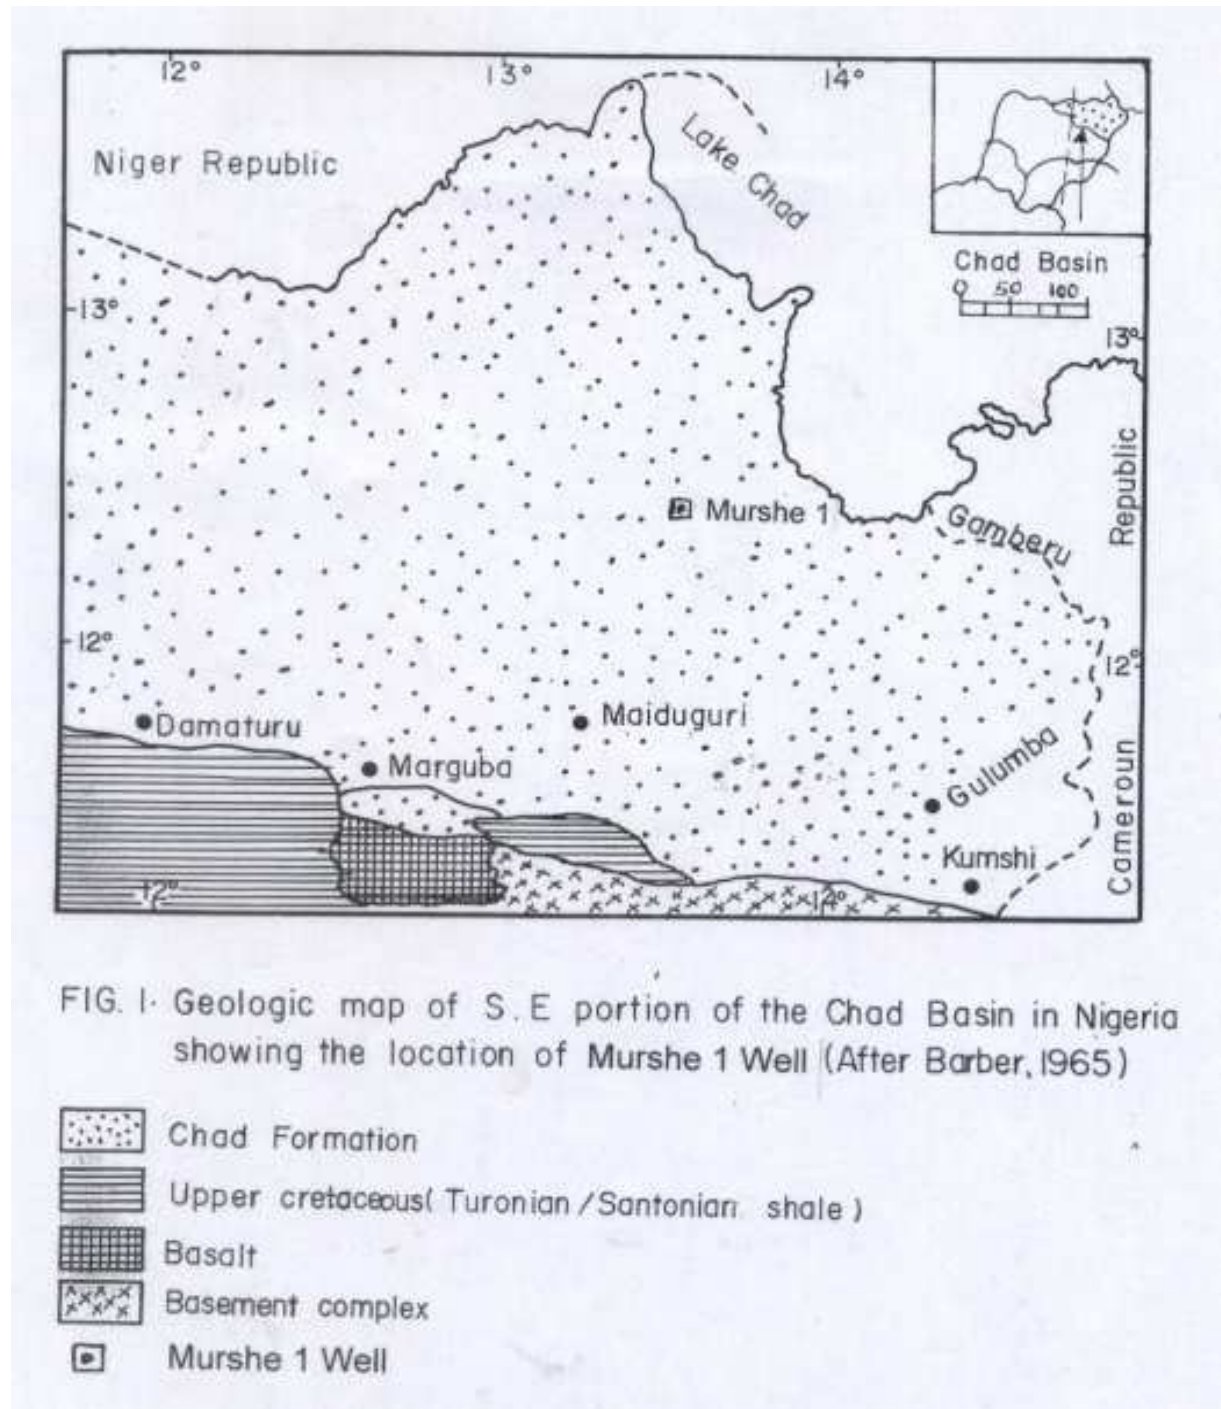 12°
13°
14°
Niger Republic
Lake Chad
Chad Basin
0 50 100
13°
13°
Murshe 1
Gamberu
Republic
12°
12°
Damaturu
Maiduguri
Marguba
Gulumba
Kumshi
Cameroun
12°
14°
FIG. 1. Geologic map of S.E portion of the Chad Basin in Nigeria
showing the location of Murshe 1 Well (After Barber, 1965)
Chad Formation
Upper cretaceous (Turonian / Santonian shale)
Basalt
Basement complex
Murshe 1 Well